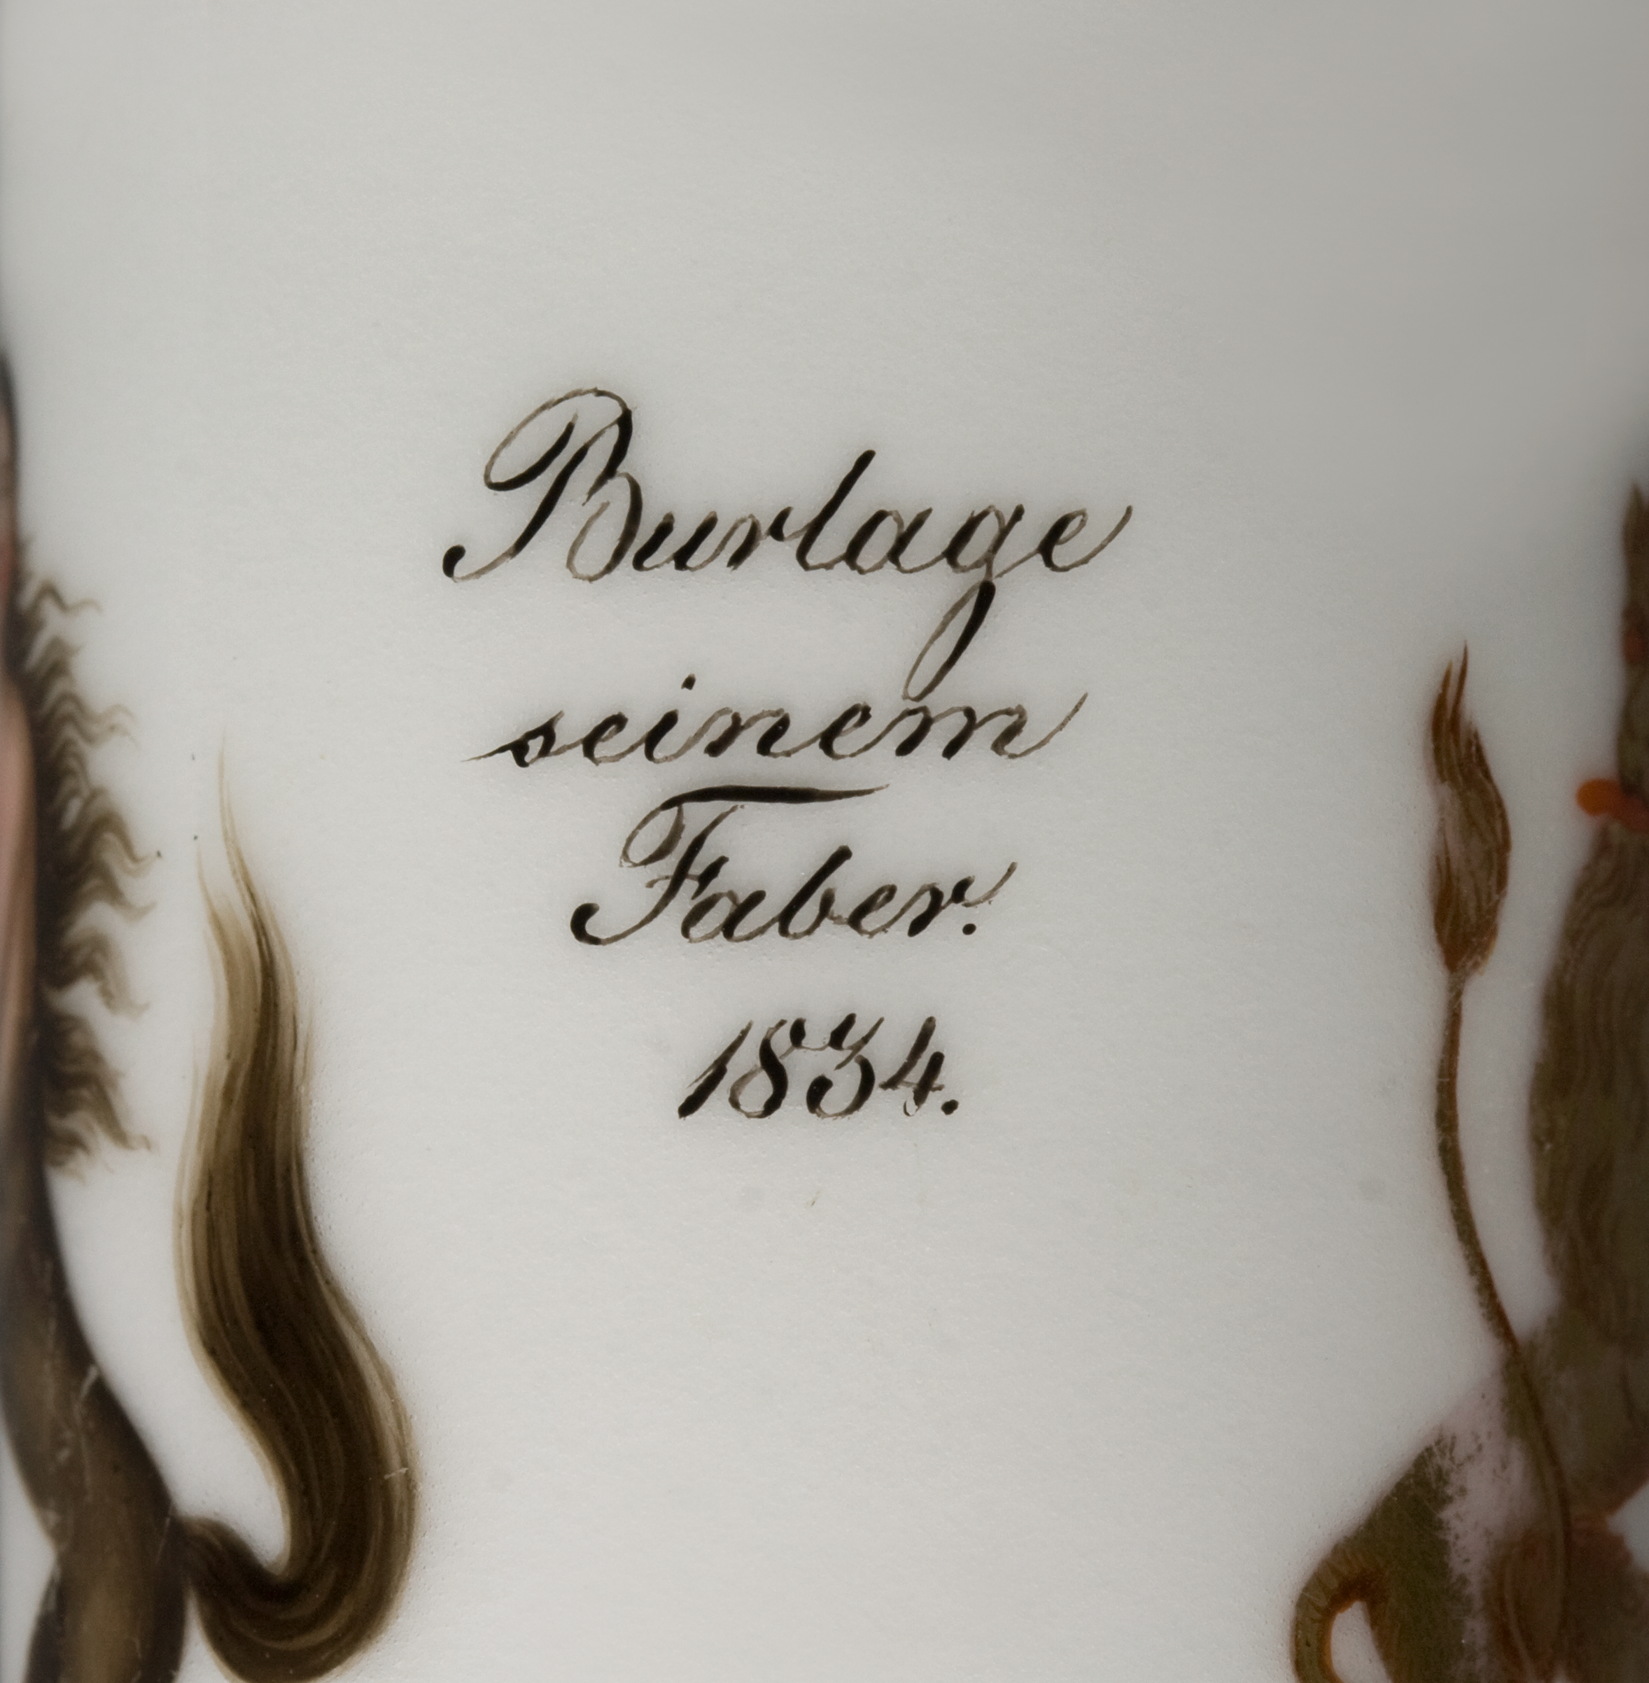 Burlage
seinem
Faber.
1834.